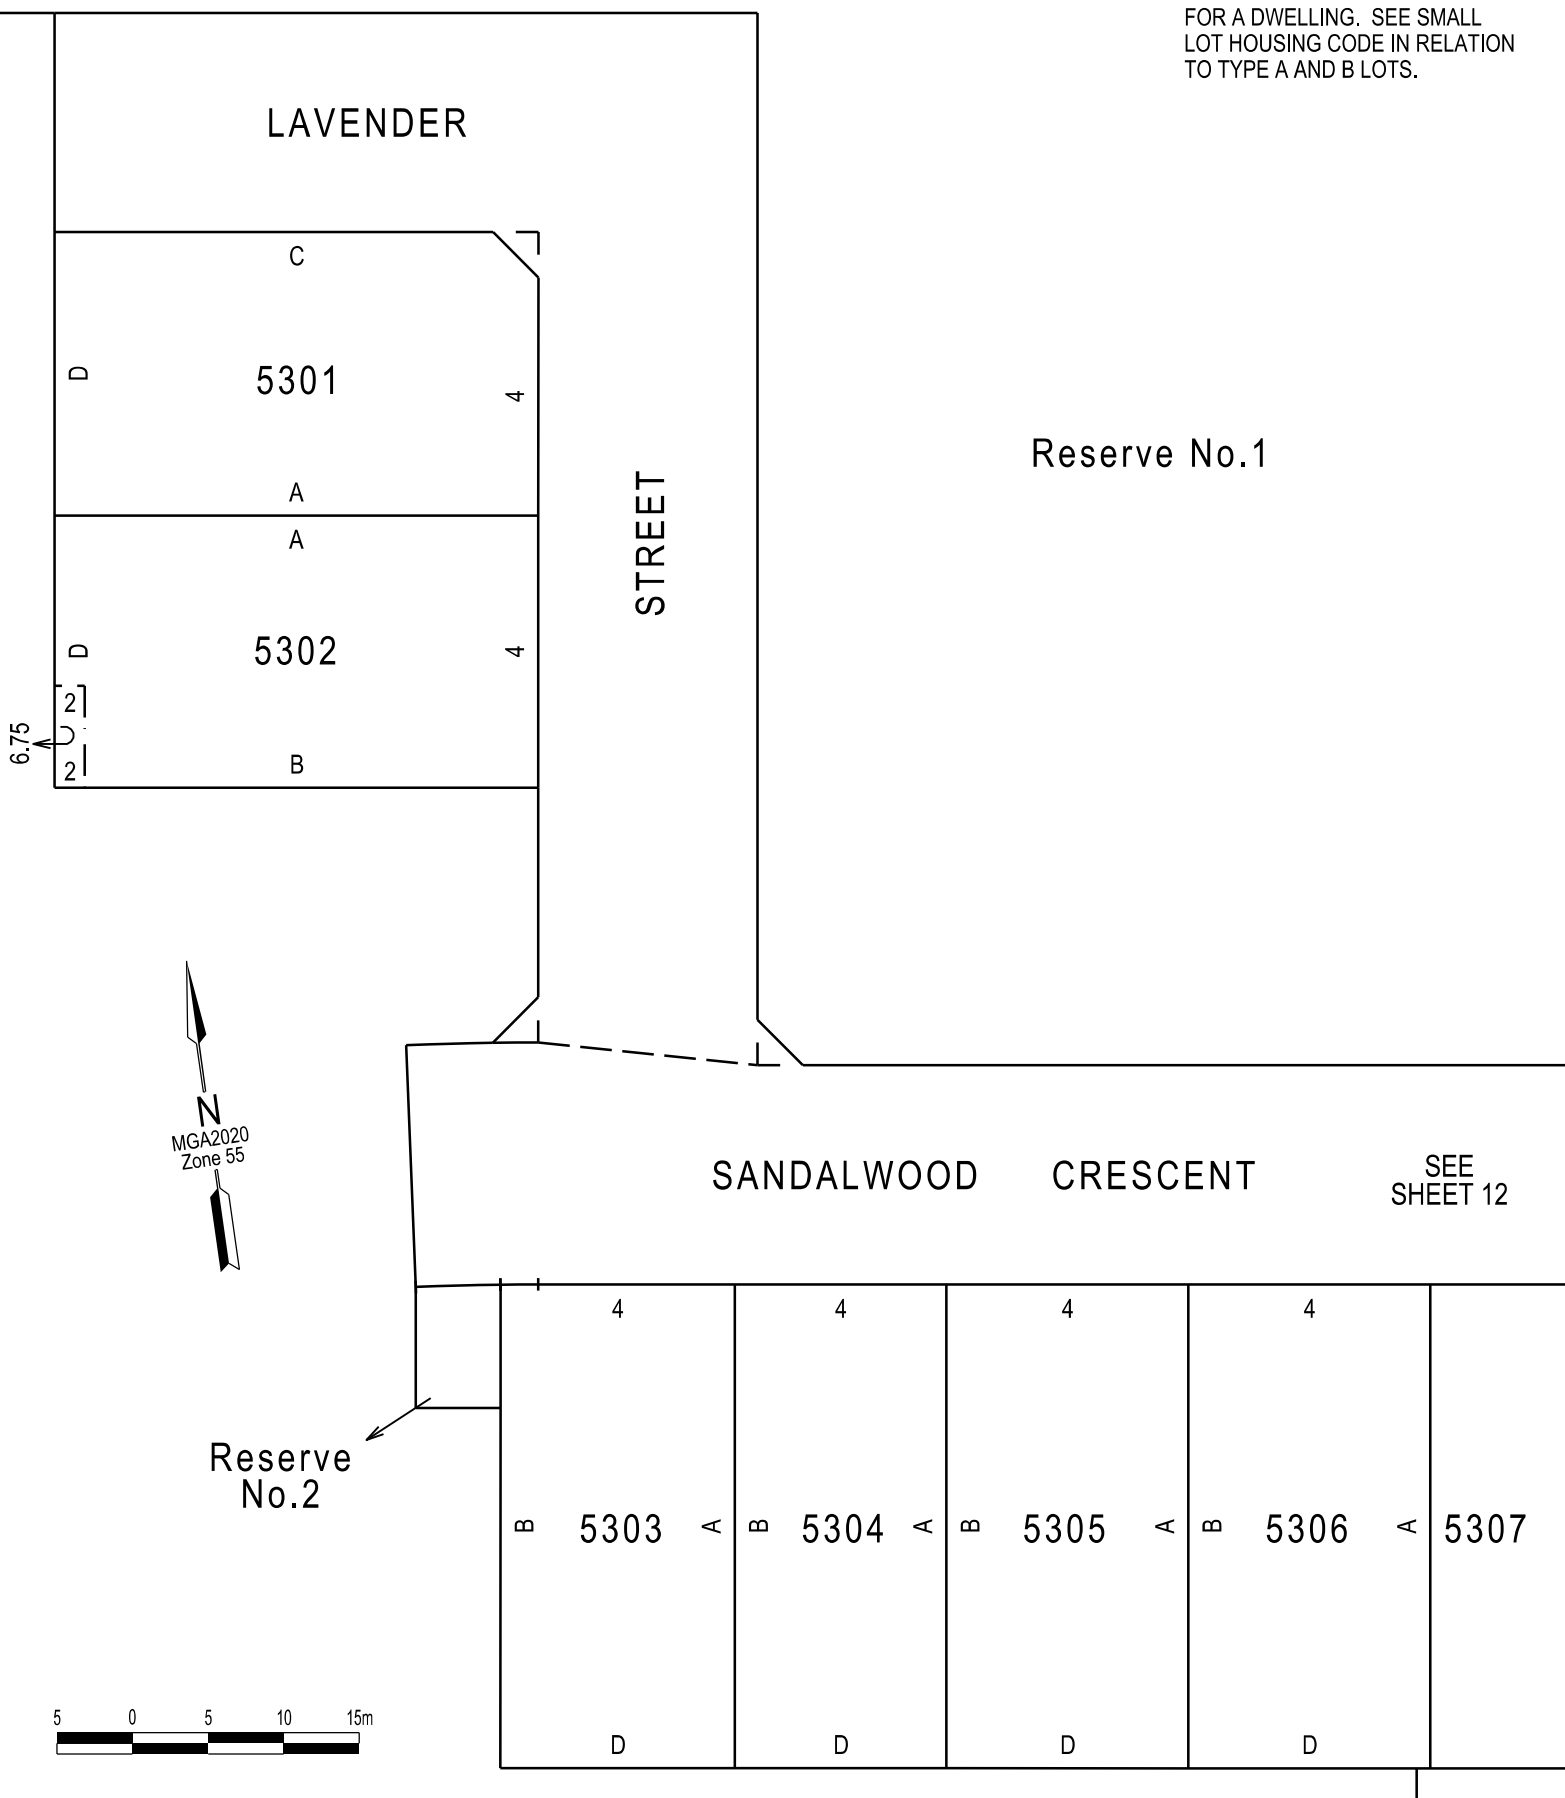 FOR A DWELLING. SEE SMALL
LOT HOUSING CODE IN RELATION
TO TYPE A AND B LOTS.
LAVENDER
C
D
5301
4
A
Reserve No.1
STREET
A
D
5302
4
2
6.75
2
B
N
MGA2020
Zone 55
SANDALWOOD CRESCENT
SEE
SHEET 12
4
4
4
4
Reserve
No.2
B 5303 A
B 5304 A
B 5305 A
B 5306 A
5307
5 0 5 10 15m
D
D
D
D